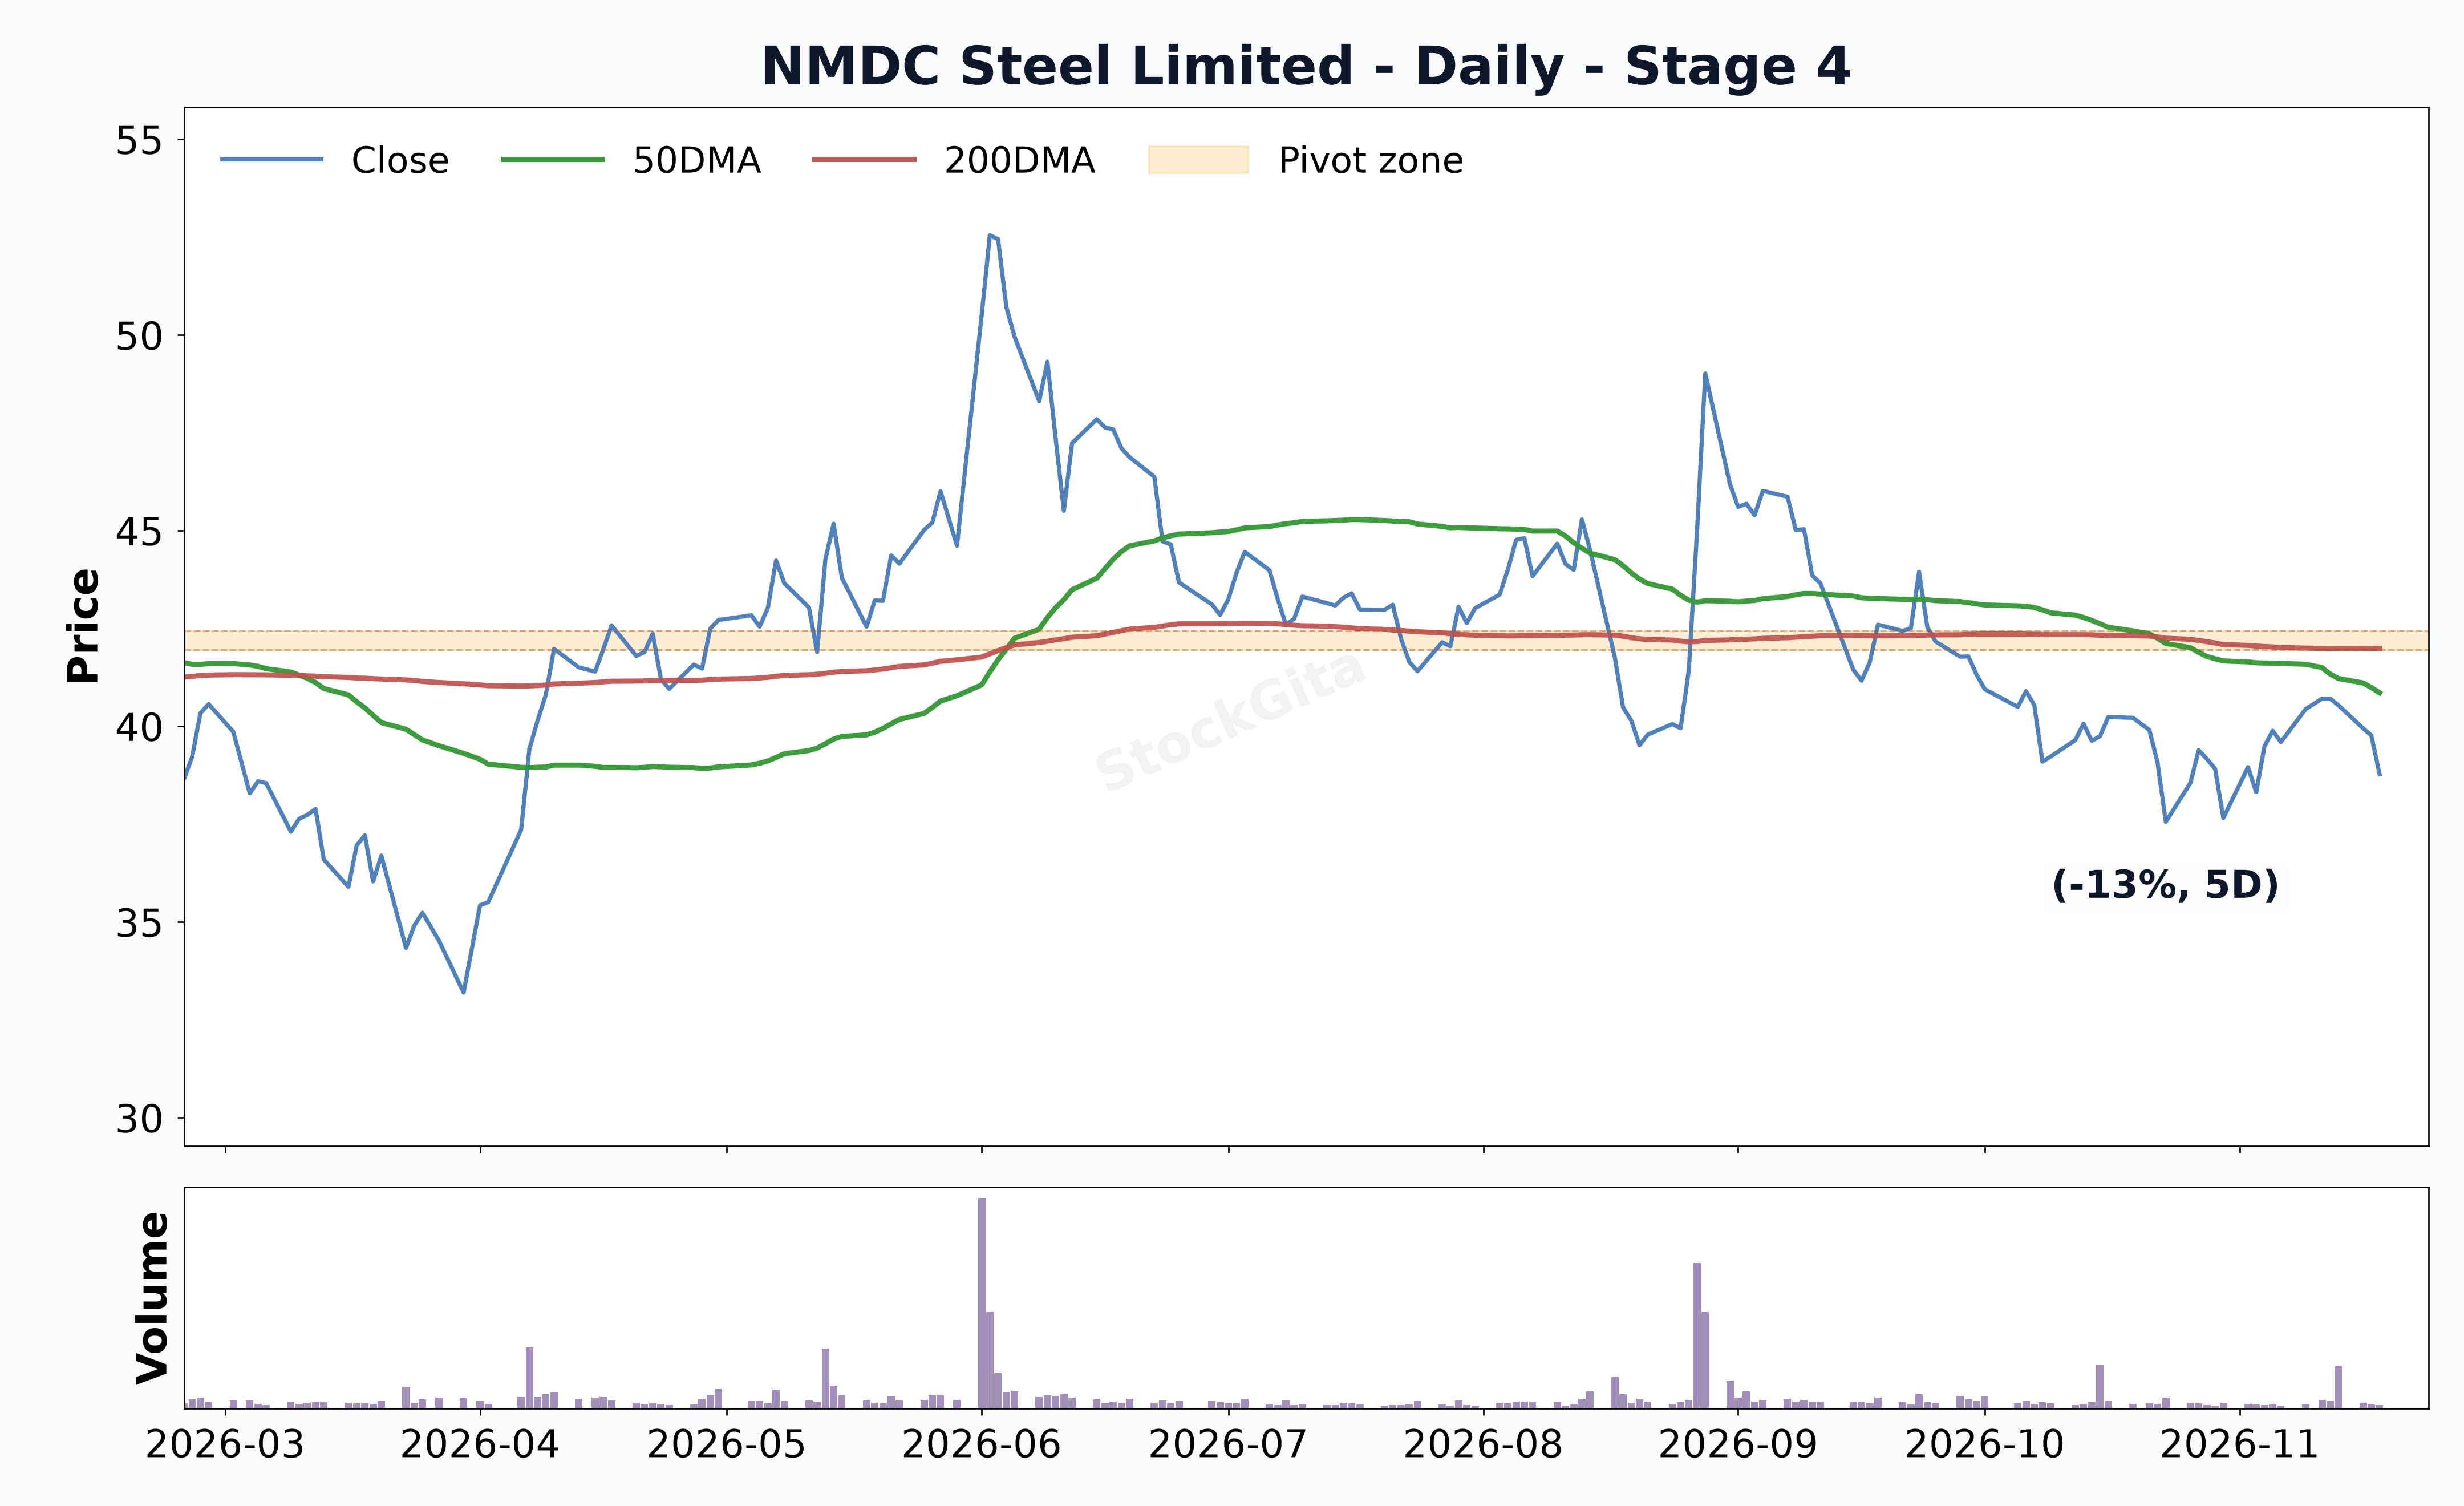 NMDC Steel Limited - Daily - Stage 4
Close 50DMA 200DMA Pivot zone
Price
55
50
45
40
35
30
StockGita
(-13%, 5D)
Volume
2026-03 2026-04 2026-05 2026-06 2026-07 2026-08 2026-09 2026-10 2026-11